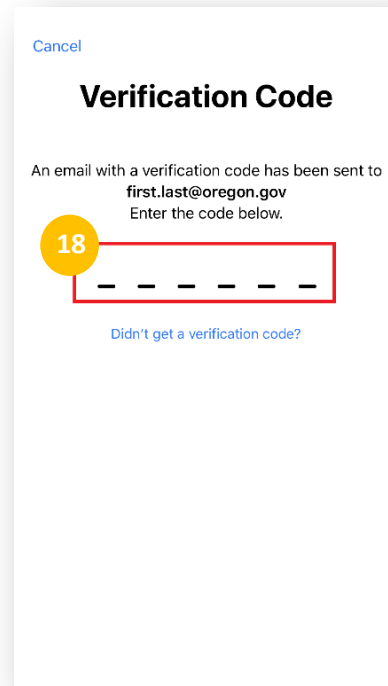 Cancel
Verification Code
An email with a verification code has been sent to
first.last@oregon.gov
Enter the code below.
18
Didn't get a verification code?